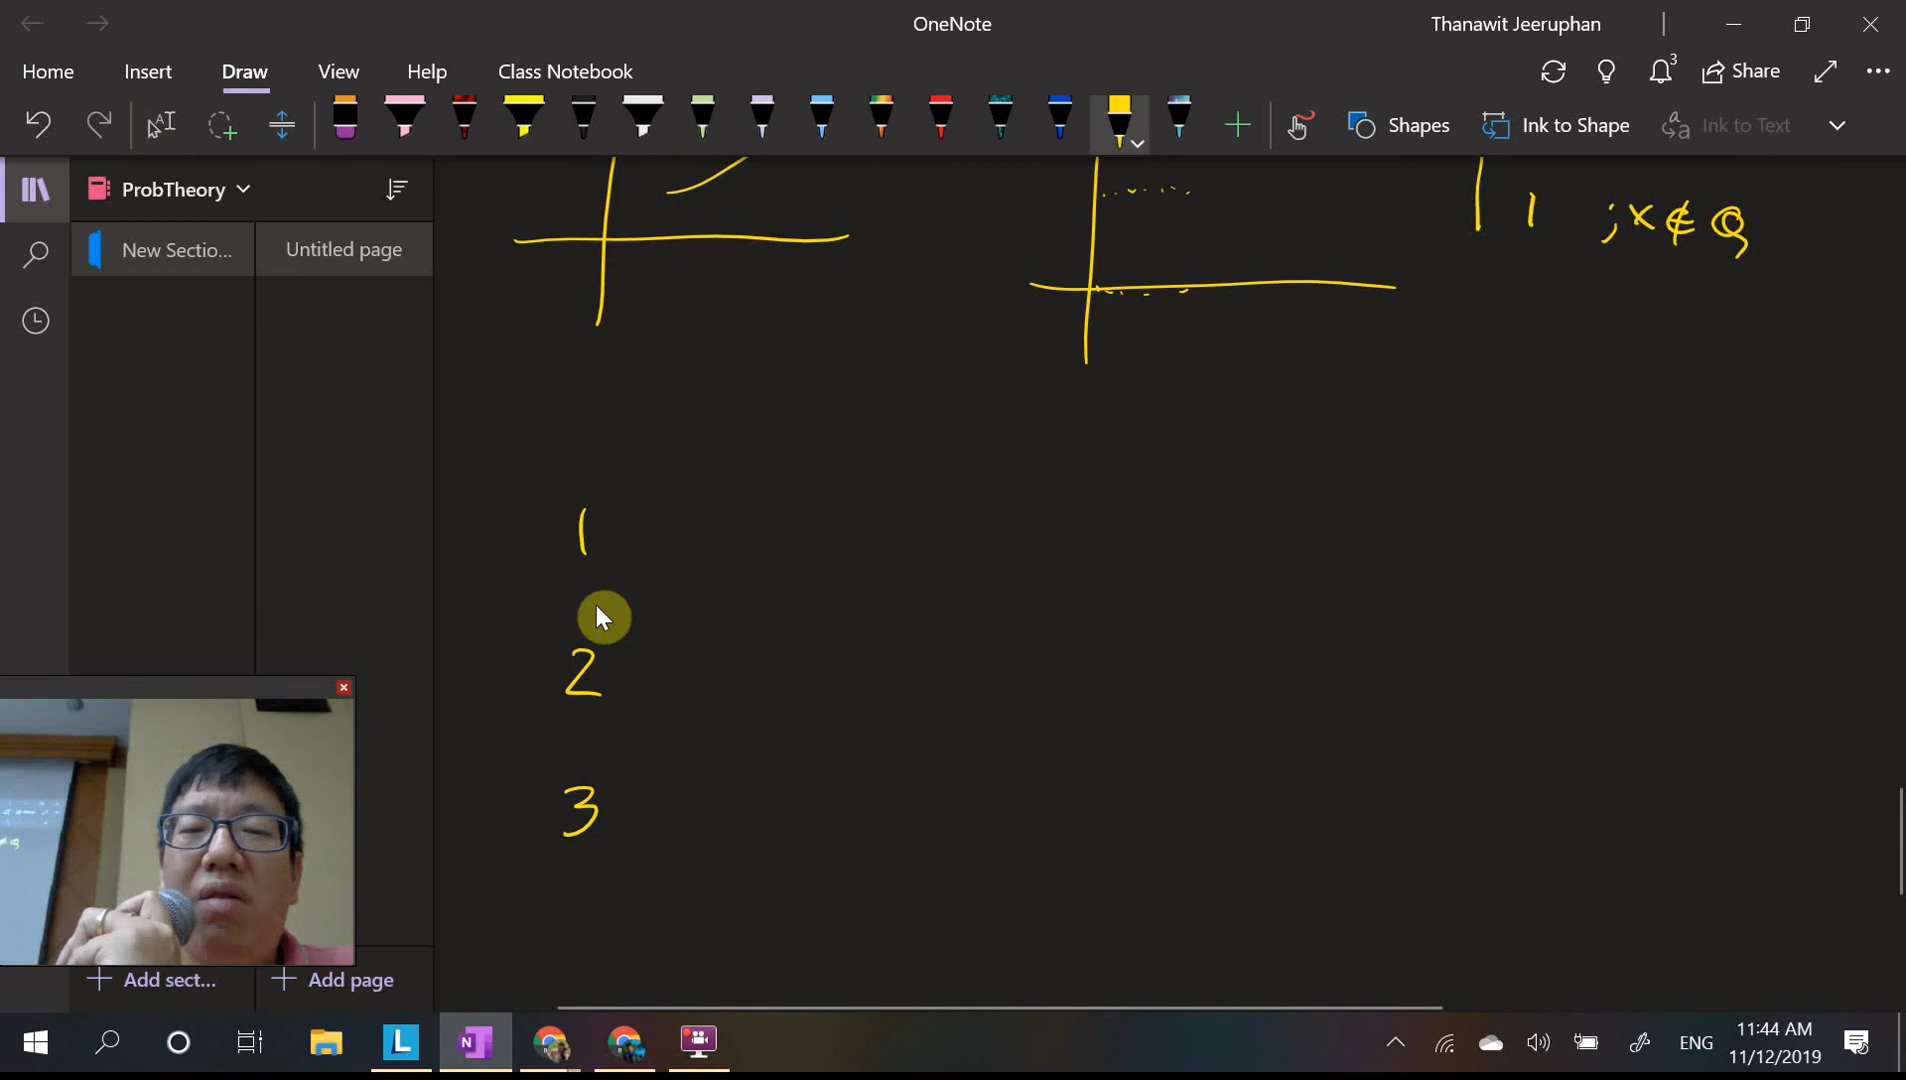 OneNote
Thanawit Jeeruphan
Home Insert Draw View Help Class Notebook
3
Share
Shapes
Ink to Shape
Ink to Text
ProbTheory
New Sectio...
Untitled page
1 ; x ∉ Q
1
2
3
Add sect...
Add page
ENG
11:44 AM
11/12/2019